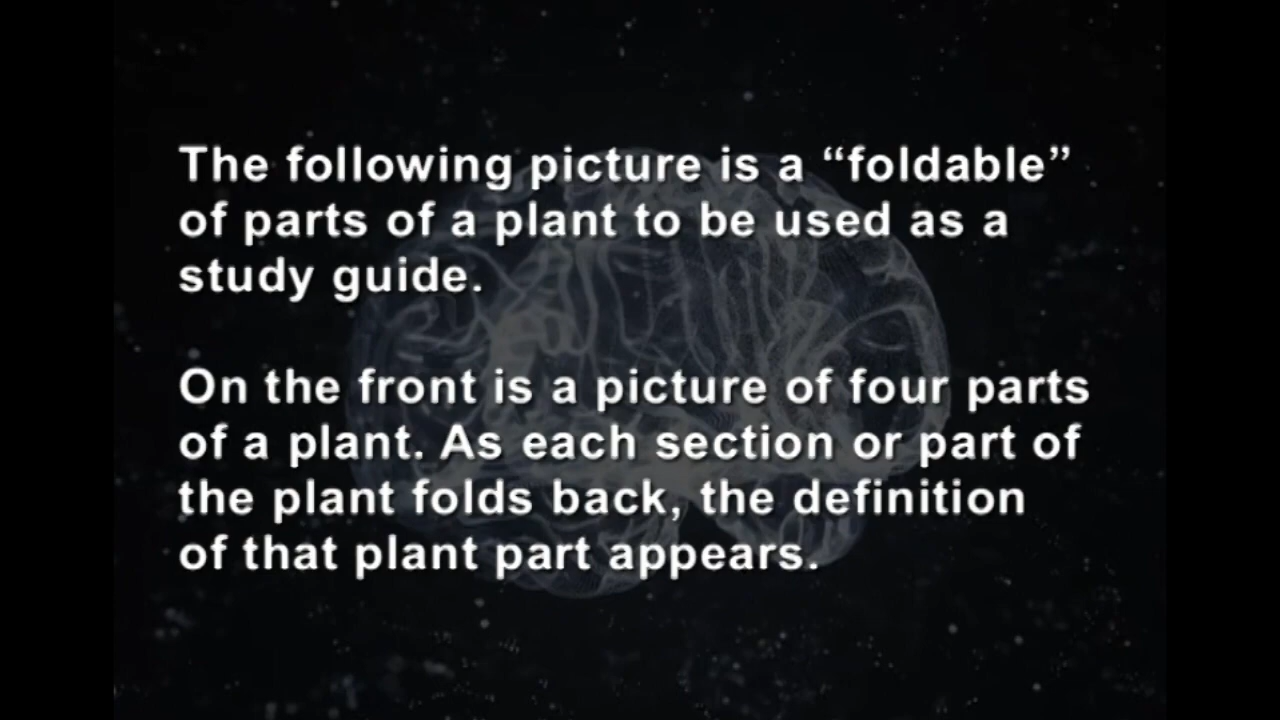 The following picture is a “foldable”
of parts of a plant to be used as a
study guide.
On the front is a picture of four parts
of a plant. As each section or part of
the plant folds back, the definition
of that plant part appears.